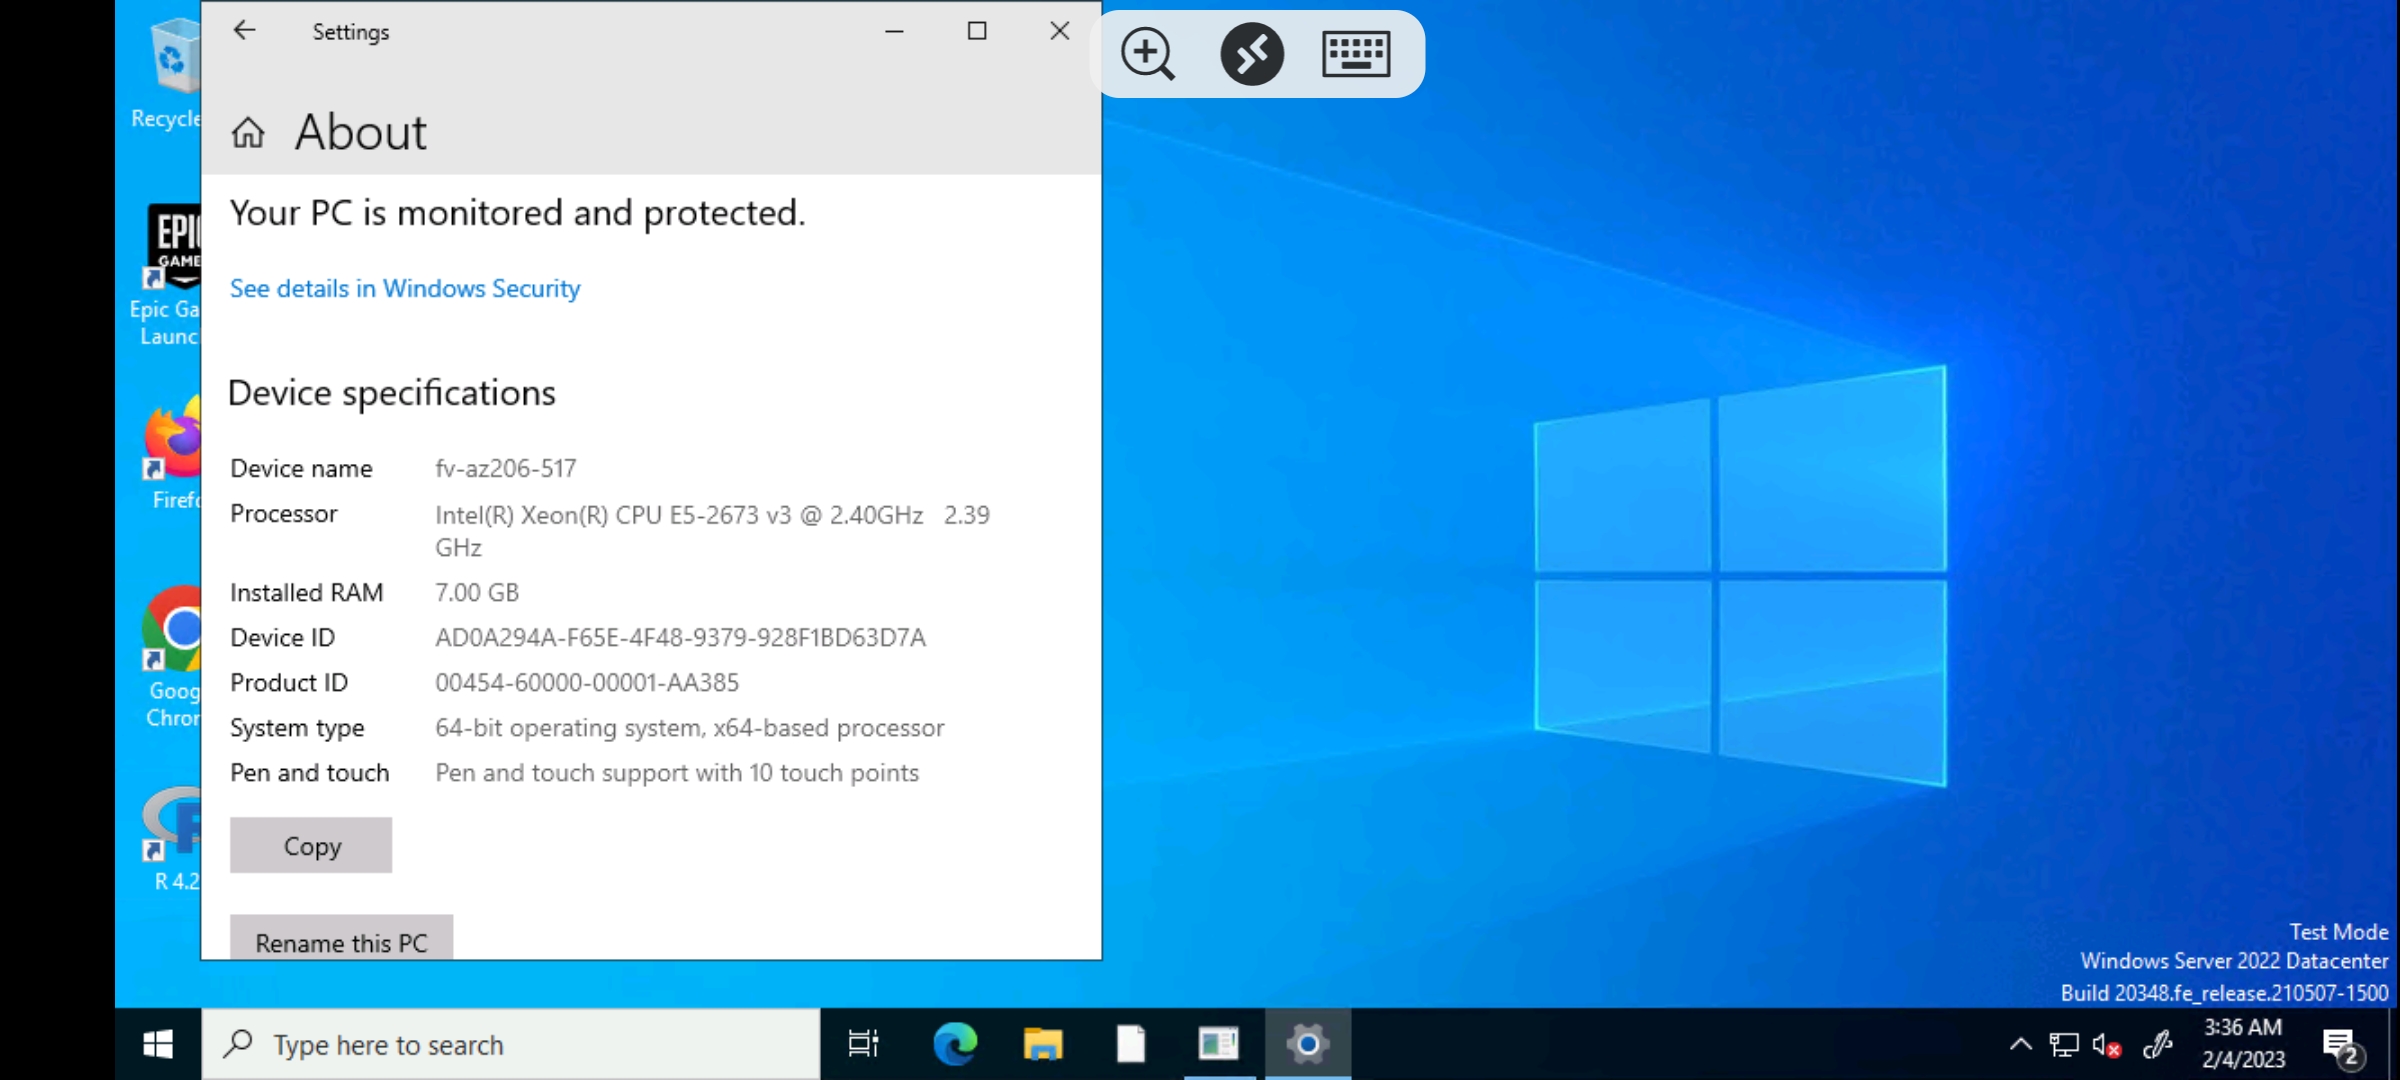 Settings
About
Your PC is monitored and protected.
See details in Windows Security
Device specifications
Device name fv-az206-517
Processor Intel(R) Xeon(R) CPU E5-2673 v3 @ 2.40GHz 2.39
GHz
Installed RAM 7.00 GB
Device ID AD0A294A-F65E-4F48-9379-928F1BD63D7A
Product ID 00454-60000-00001-AA385
System type 64-bit operating system, x64-based processor
Pen and touch Pen and touch support with 10 touch points
Copy
Rename this PC
Recycle
EPI
GAME
Epic Ga
Launc
Firefo
Goog
Chror
R 4.2
Test Mode
Windows Server 2022 Datacenter
Build 20348.fe_release.210507-1500
Type here to search
3:36 AM
2/4/2023
2